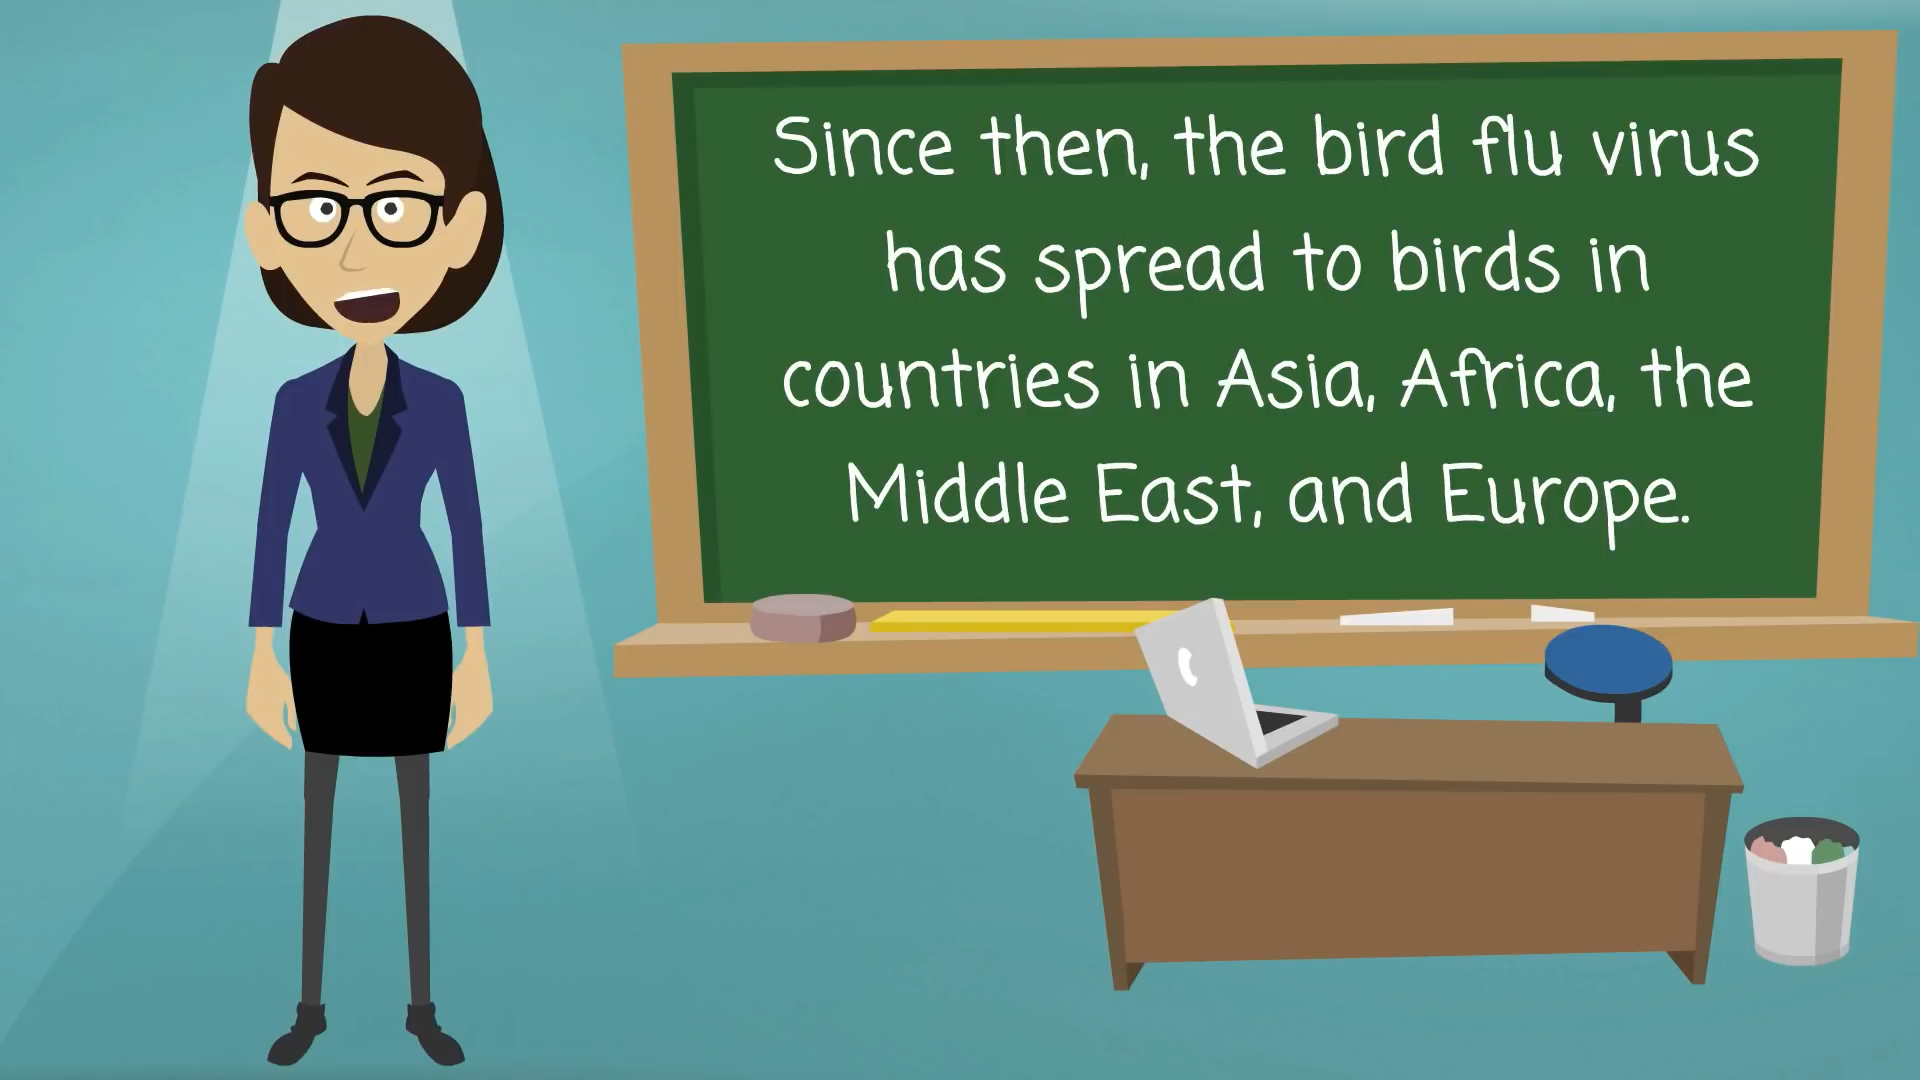 Since then, the bird flu virus
has spread to birds in
countries in Asia, Africa, the
Middle East, and Europe.